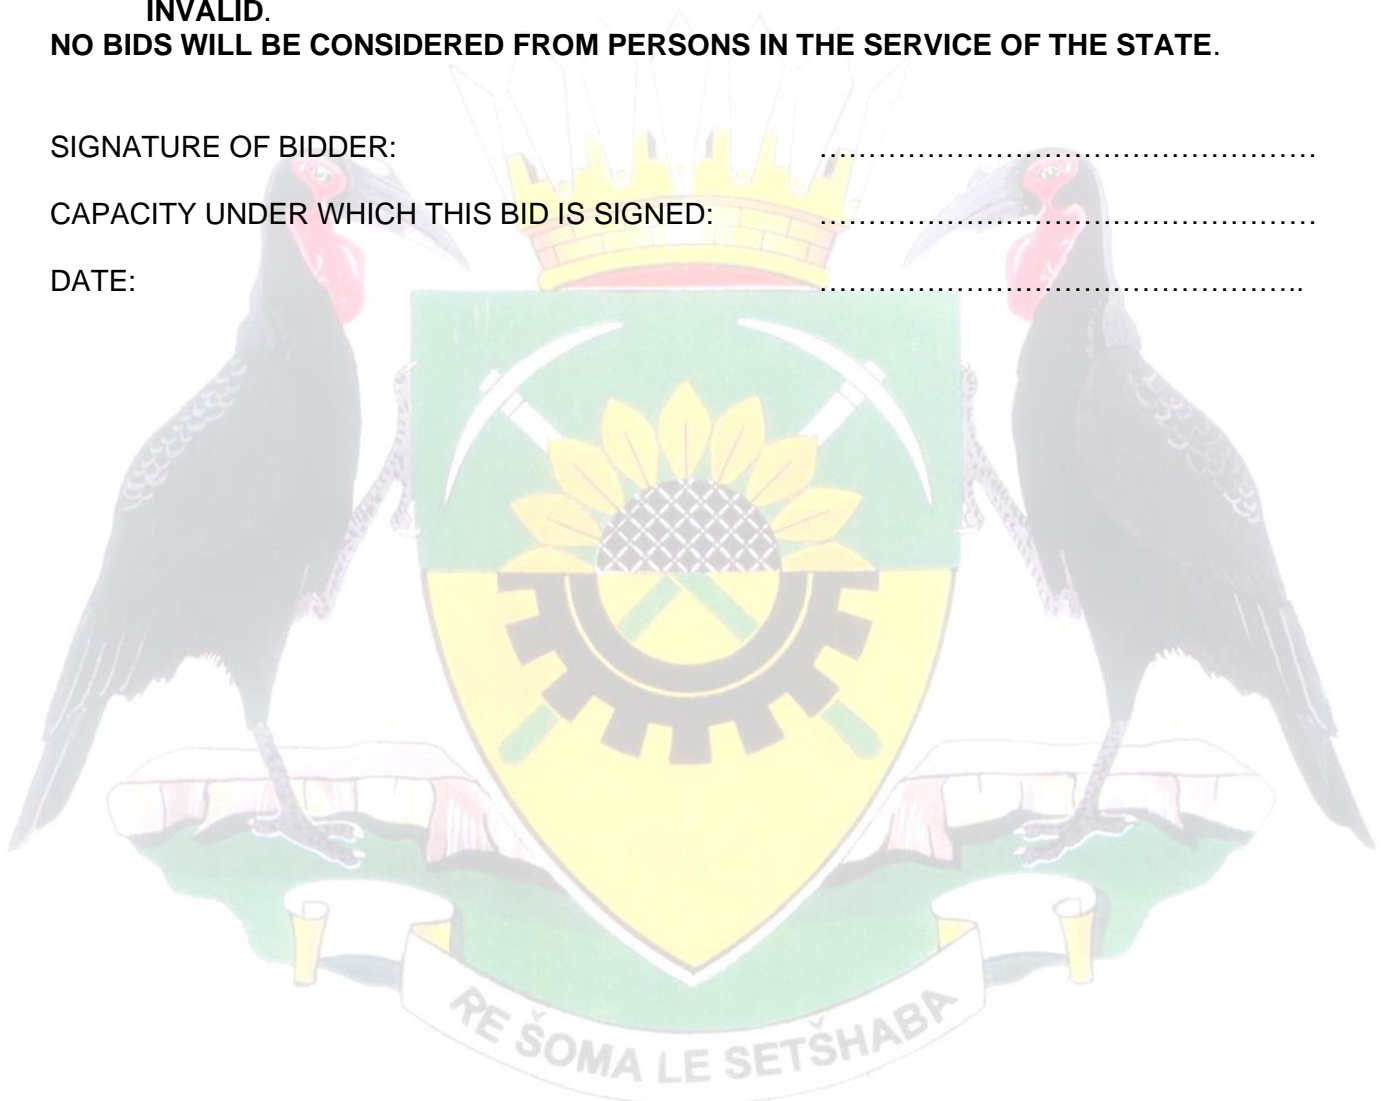 INVALID.
NO BIDS WILL BE CONSIDERED FROM PERSONS IN THE SERVICE OF THE STATE.
SIGNATURE OF BIDDER: ……………………………………………
CAPACITY UNDER WHICH THIS BID IS SIGNED: ……………………………………………
DATE: …………………………………………..
RE ŠOMA LE SETŠHABA